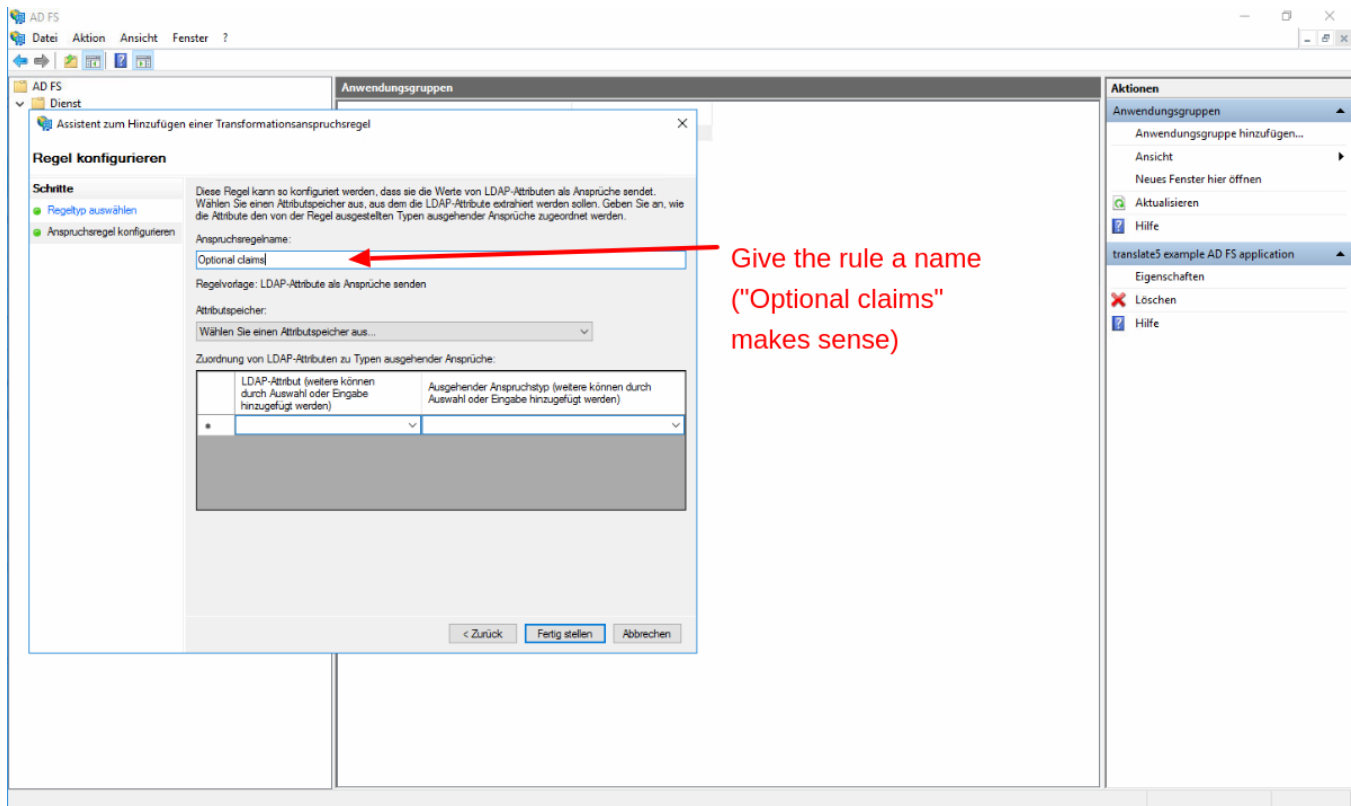 AD FS
Datei Aktion Ansicht Fenster ?
AD FS
Dienst
Anwendungsgruppen
Assistent zum Hinzufügen einer Transformationsanspruchsregel
Regel konfigurieren
Schritte
Regeltyp auswählen
Anspruchsregel konfigurieren
Diese Regel kann so konfiguriert werden, dass sie die Werte von LDAP-Attributen als Ansprüche sendet.
Wählen Sie einen Attributspeicher aus, aus dem die LDAP-Attribute extrahiert werden sollen. Geben Sie an, wie
die Attribute den von der Regel ausgestellten Typen ausgehender Ansprüche zugeordnet werden.
Anspruchsregelname:
Optional claims
Regelvorlage: LDAP-Attribute als Ansprüche senden
Attributspeicher:
Wählen Sie einen Attributspeicher aus...
Zuordnung von LDAP-Attributen zu Typen ausgehender Ansprüche:
LDAP-Attribut (weitere können
durch Auswahl oder Eingabe
hinzugefügt werden)
Ausgehender Anspruchstyp (weitere können durch
Auswahl oder Eingabe hinzugefügt werden)
< Zurück
Fertig stellen
Abbrechen
Give the rule a name
("Optional claims"
makes sense)
Aktionen
Anwendungsgruppen
Anwendungsgruppe hinzufügen...
Ansicht
Neues Fenster hier öffnen
Aktualisieren
Hilfe
translate5 example AD FS application
Eigenschaften
Löschen
Hilfe